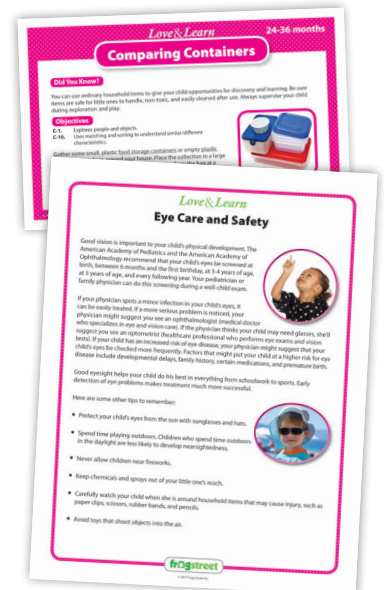 Love & Learn
24-36 months
Comparing Containers
Did You Know?
You can use ordinary household items to give your child opportunities for discovery and learning. Be sure
items are safe for little ones to handle, non-toxic, and easily cleaned after use. Always supervise your child
during exploration and play.
Objectives
C-1. Explores people and objects.
C-10. Uses matching and sorting to understand similar/different
characteristics.
Gather some small, plastic food storage containers or empty plastic
around your house. Place the collection in a large
Love & Learn
Eye Care and Safety
Good vision is important to your child's physical development. The
American Academy of Pediatrics and the American Academy of
Ophthalmology recommend that your child's eyes be screened at
birth, between 6 months and the first birthday, at 3-4 years of age,
at 5 years of age, and every following year. Your pediatrician or
family physician can do this screening during a well-child exam.
If your physician spots a minor infection in your child's eyes, it
can be easily treated. If a more serious problem is noticed, your
physician might suggest you see an ophthalmologist (medical doctor
who specializes in eye and vision care). If the physician thinks your child may need glasses, she'll
suggest you see an optometrist (healthcare professional who performs eye exams and vision
tests). If your child has an increased risk of eye disease, your physician might suggest that your
child's eyes be checked more frequently. Factors that might put your child at a higher risk for eye
disease include developmental delays, family history, certain medications, and premature birth.
Good eyesight helps your child do his best in everything from schoolwork to sports. Early
detection of eye problems makes treatment much more successful.
Here are some other tips to remember:
• Protect your child's eyes from the sun with sunglasses and hats.
• Spend time playing outdoors. Children who spend time outdoors
in the daylight are less likely to develop nearsightedness.
• Never allow children near fireworks.
• Keep chemicals and sprays out of your little one's reach.
• Carefully watch your child when she is around household items that may cause injury, such as
paper clips, scissors, rubber bands, and pencils.
• Avoid toys that shoot objects into the air.
frogstreet